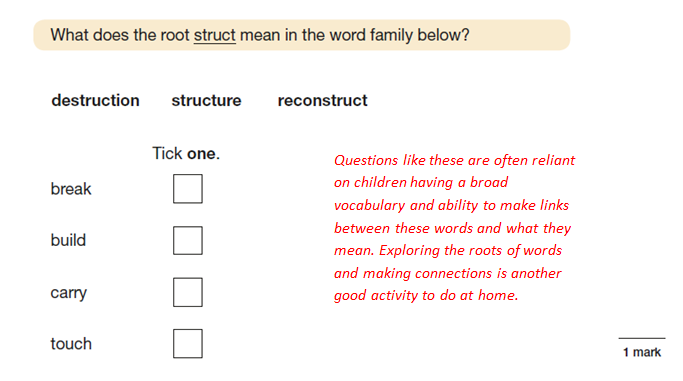 What does the root struct mean in the word family below?
destruction structure reconstruct
Tick one.
break
build
carry
touch
Questions like these are often reliant
on children having a broad
vocabulary and ability to make links
between these words and what they
mean. Exploring the roots of words
and making connections is another
good activity to do at home.
1 mark